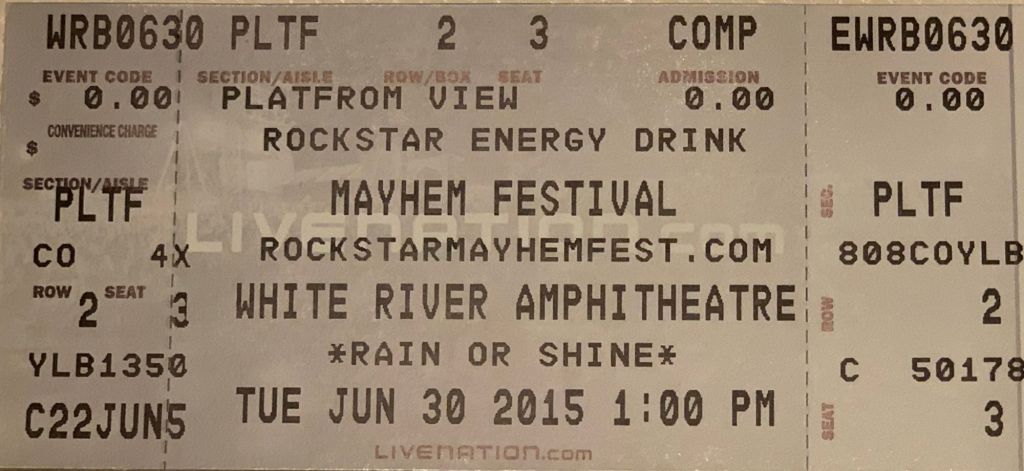 WRB0630 PLTF 2 3 COMP EWRB0630
EVENT CODE SECTION/AISLE ROW/BOX SEAT ADMISSION EVENT CODE
$ 0.00 PLATFROM VIEW 0.00 0.00
CONVENIENCE CHARGE
$ ROCKSTAR ENERGY DRINK
SECTION/AISLE
PLTF MAYHEM FESTIVAL SEC. PLTF
LIVENATION.com
CO 4X ROCKSTARMAYHEMFEST.COM 808COYLB
ROW 2 SEAT 3 WHITE RIVER AMPHITHEATRE ROW 2
YLB1350 *RAIN OR SHINE* C 50178
C22JUN5 TUE JUN 30 2015 1:00 PM SEAT 3
LIVENATION.com